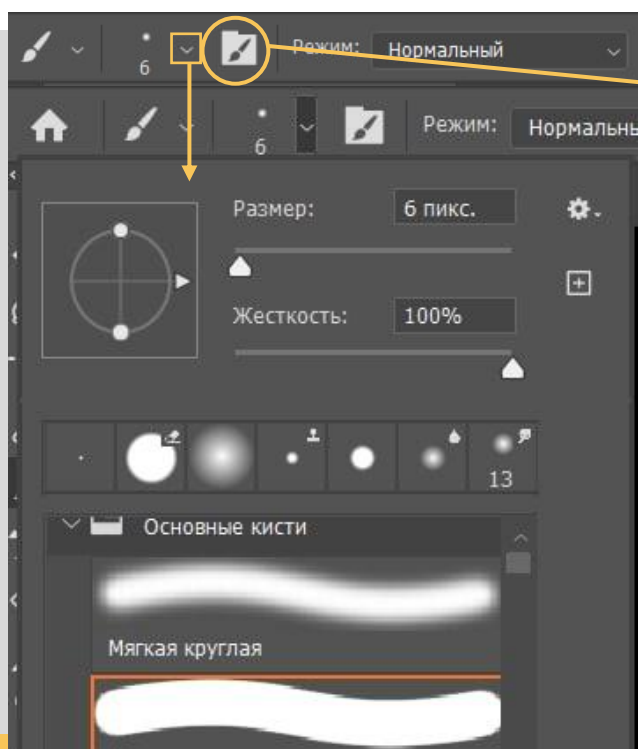 6 Режим: Нормальный
6 Режим: Нормальны
Размер: 6 пикс.
Жесткость: 100%
13
Основные кисти
Мягкая круглая